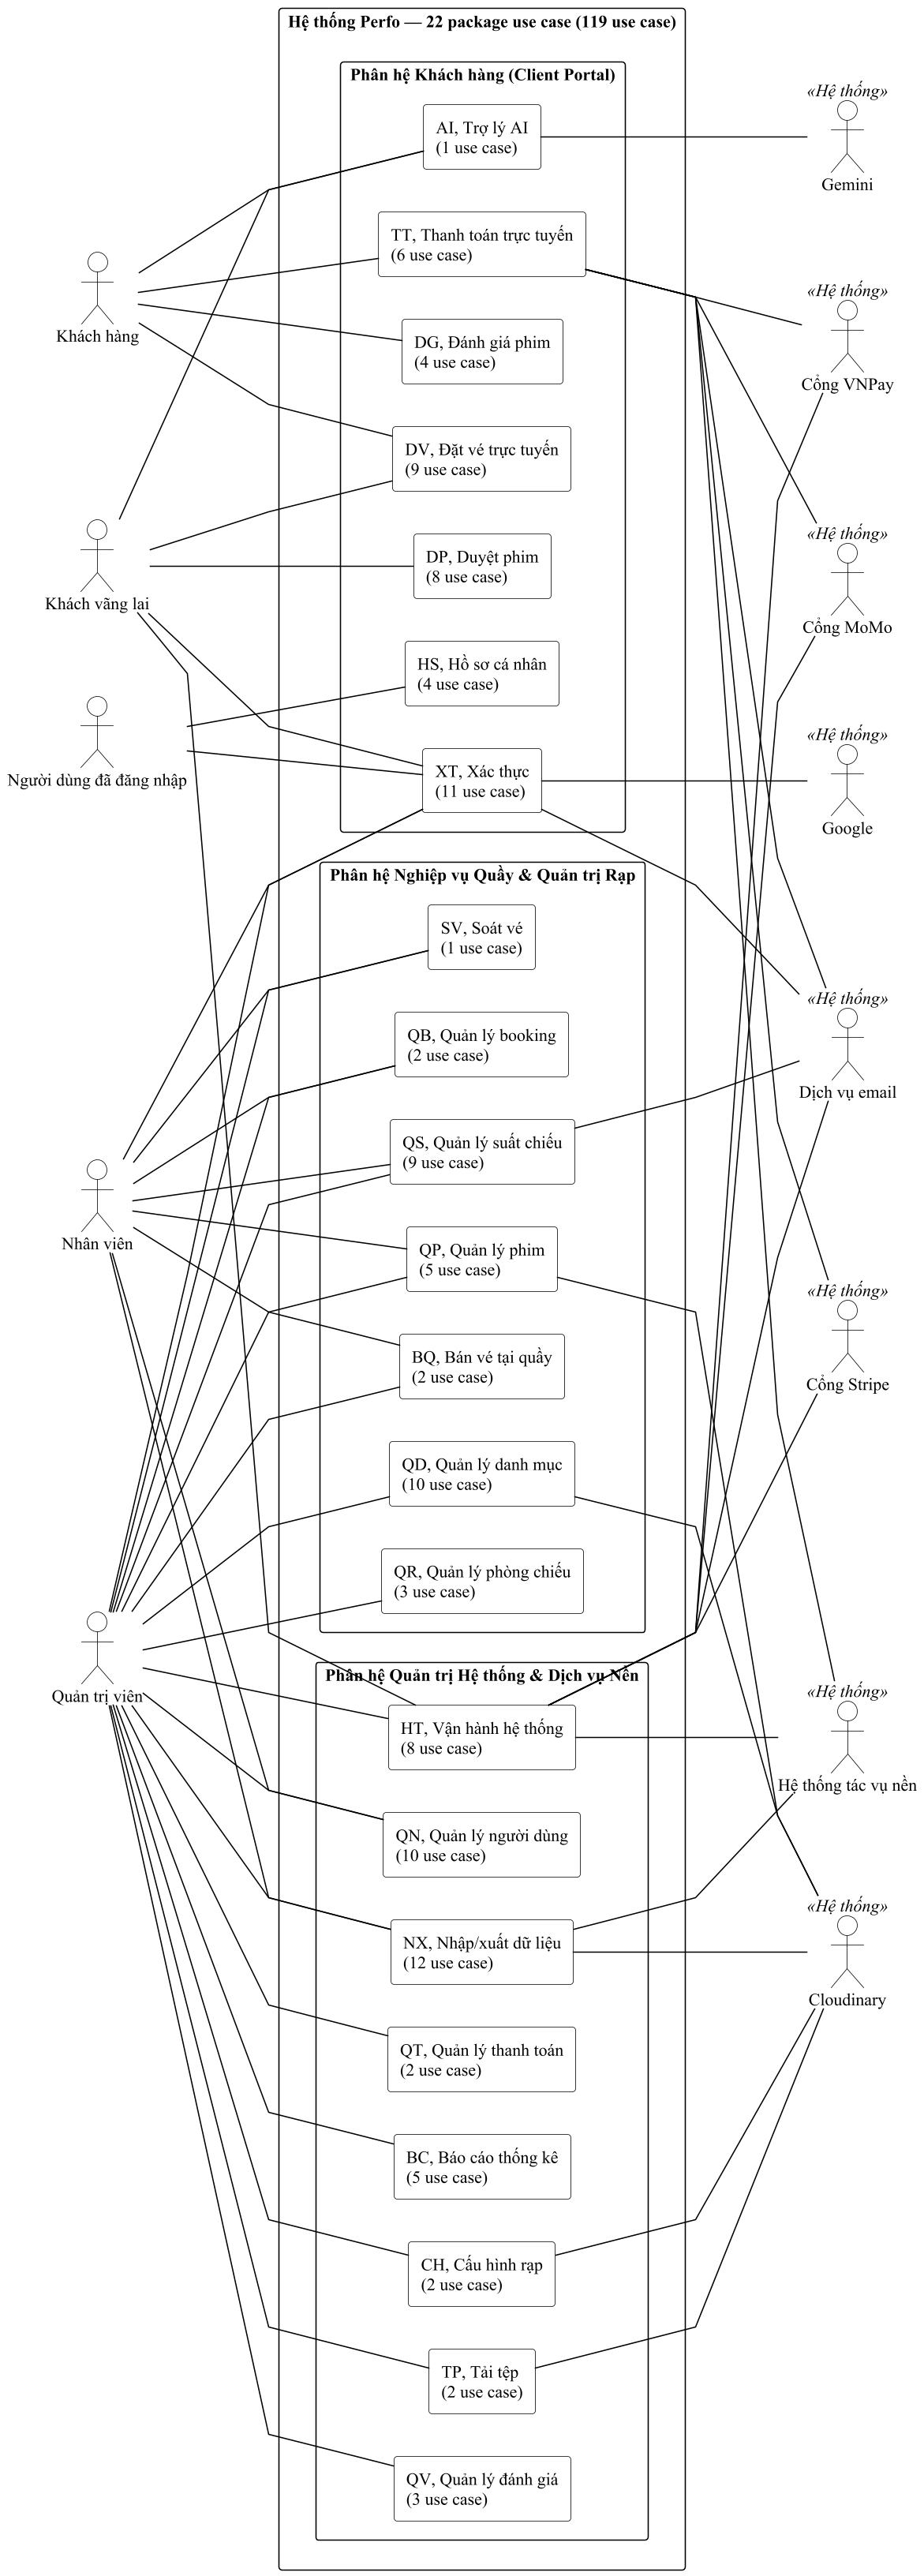 Hệ thống Perfo — 22 package use case (119 use case)
Phân hệ Khách hàng (Client Portal)
«Hệ thống»
AI, Trợ lý AI
(1 use case)
Gemini
TT, Thanh toán trực tuyến
(6 use case)
Khách hàng
«Hệ thống»
Cổng VNPay
DG, Đánh giá phim
(4 use case)
DV, Đặt vé trực tuyến
(9 use case)
«Hệ thống»
Cổng MoMo
DP, Duyệt phim
(8 use case)
Khách vãng lai
HS, Hồ sơ cá nhân
(4 use case)
Người dùng đã đăng nhập
XT, Xác thực
(11 use case)
«Hệ thống»
Google
Phân hệ Nghiệp vụ Quầy & Quản trị Rạp
SV, Soát vé
(1 use case)
«Hệ thống»
Dịch vụ email
QB, Quản lý booking
(2 use case)
QS, Quản lý suất chiếu
(9 use case)
Nhân viên
QP, Quản lý phim
(5 use case)
«Hệ thống»
Cổng Stripe
BQ, Bán vé tại quầy
(2 use case)
QD, Quản lý danh mục
(10 use case)
QR, Quản lý phòng chiếu
(3 use case)
Quản trị viên
Phân hệ Quản trị Hệ thống & Dịch vụ Nền
HT, Vận hành hệ thống
(8 use case)
«Hệ thống»
Hệ thống tác vụ nền
QN, Quản lý người dùng
(10 use case)
NX, Nhập/xuất dữ liệu
(12 use case)
«Hệ thống»
Cloudinary
QT, Quản lý thanh toán
(2 use case)
BC, Báo cáo thống kê
(5 use case)
CH, Cấu hình rạp
(2 use case)
TP, Tải tệp
(2 use case)
QV, Quản lý đánh giá
(3 use case)